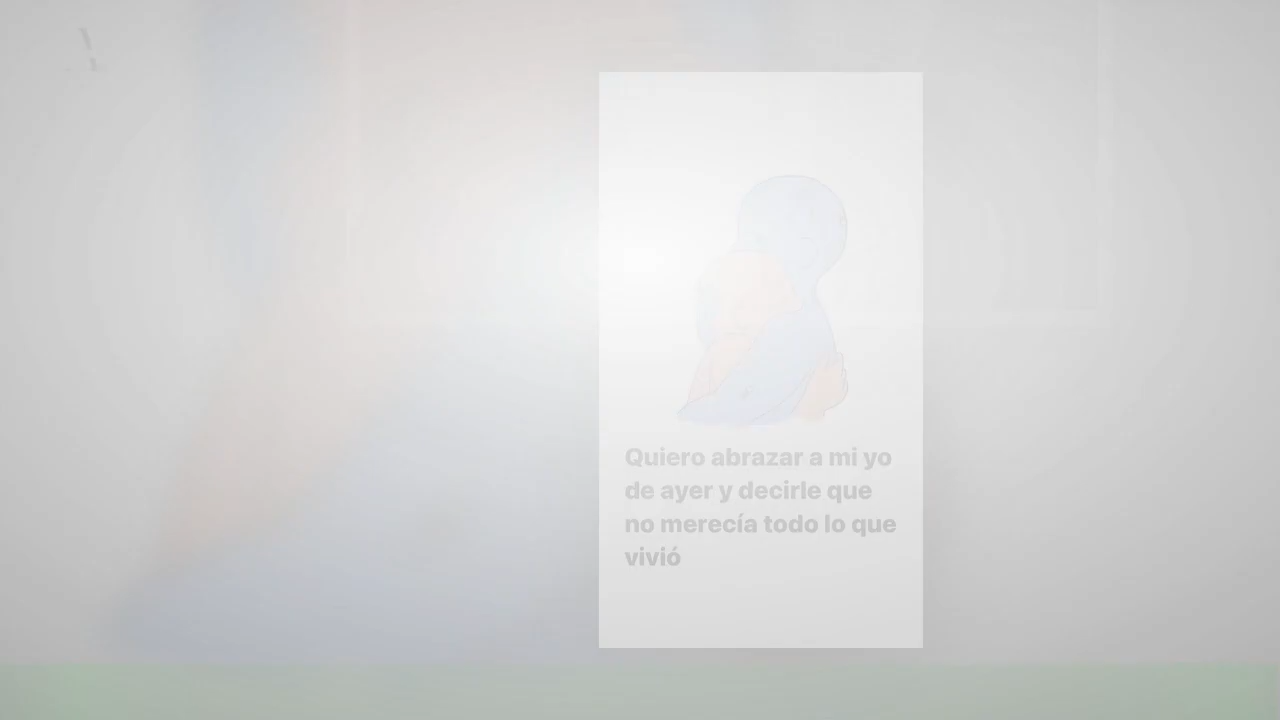 Quiero abrazar a mi yo
de ayer y decirle que
no merecía todo lo que
vivió